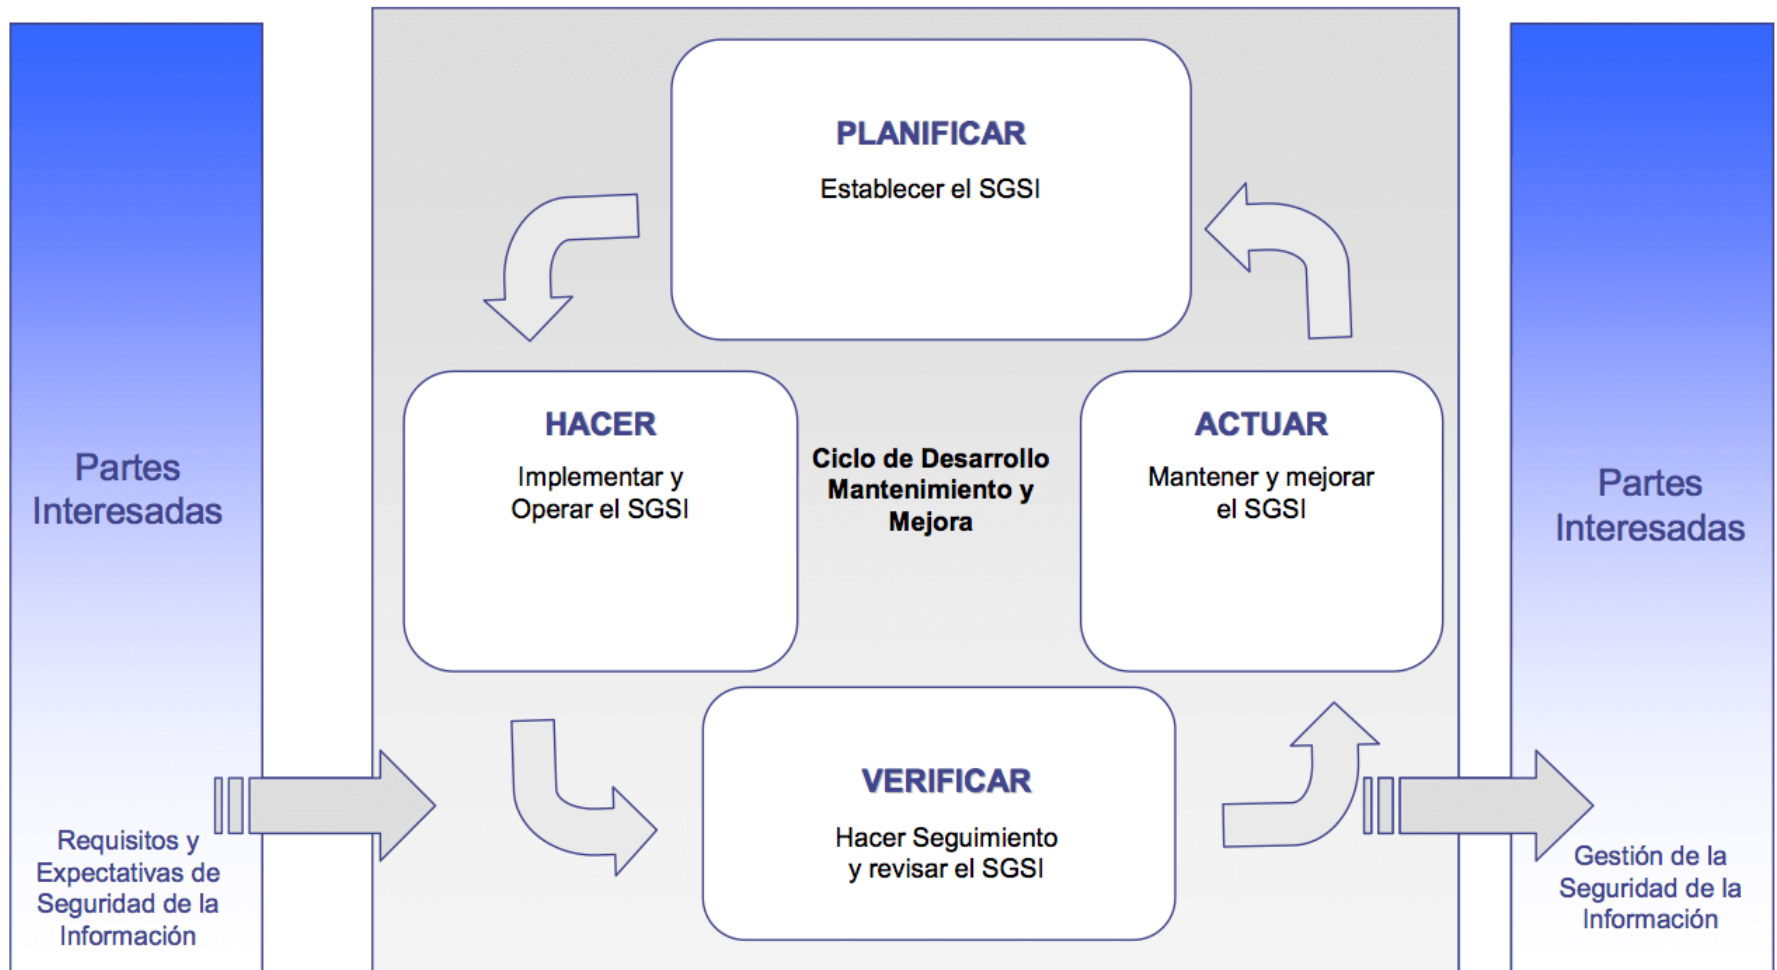 PLANIFICAR
Establecer el SGSI
HACER
Implementar y
Operar el SGSI
Ciclo de Desarrollo
Mantenimiento y
Mejora
ACTUAR
Mantener y mejorar
el SGSI
VERIFICAR
Hacer Seguimiento
y revisar el SGSI
Partes
Interesadas
Requisitos y
Expectativas de
Seguridad de la
Información
Partes
Interesadas
Gestión de la
Seguridad de la
Información